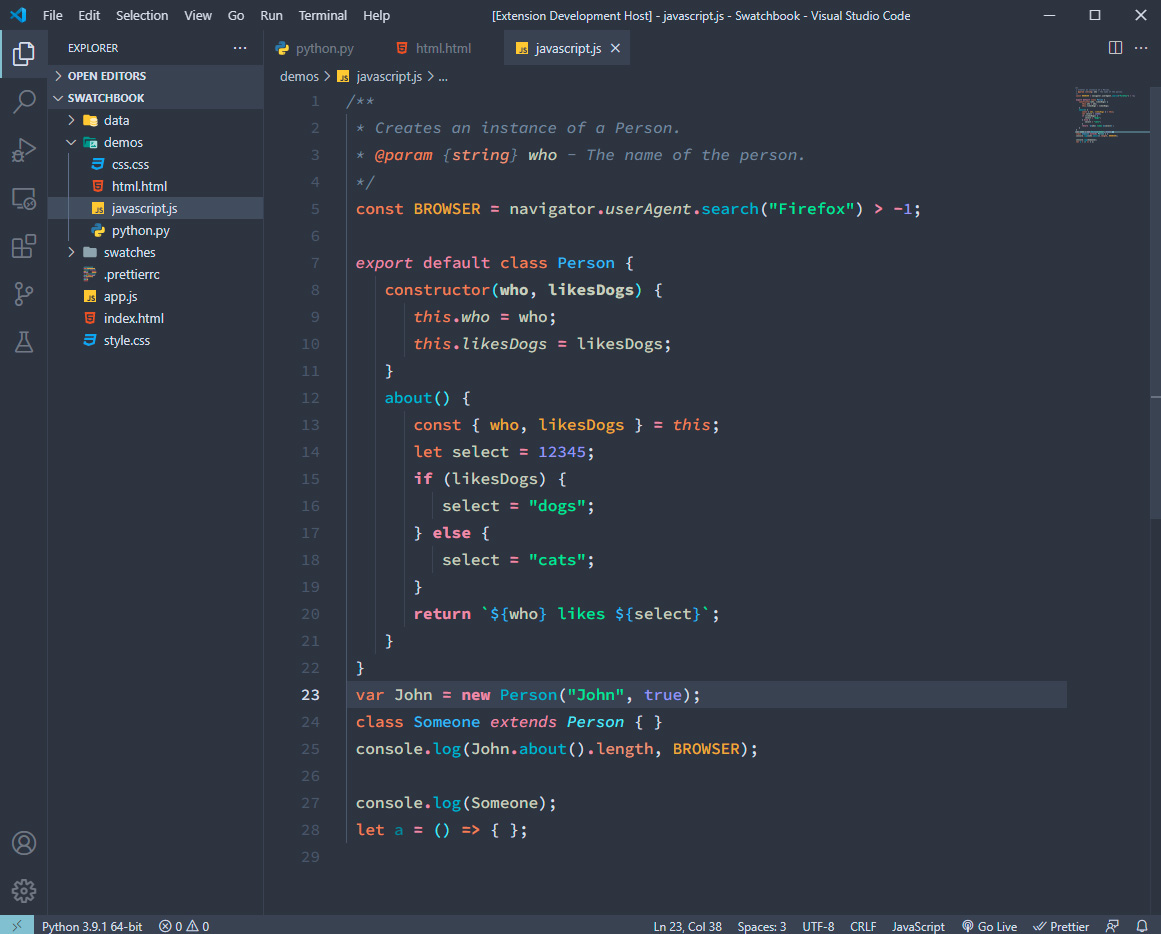 File Edit Selection View Go Run Terminal Help [Extension Development Host] - javascript.js - Swatchbook - Visual Studio Code
EXPLORER ...
OPEN EDITORS
SWATCHBOOK
data
demos
css.css
html.html
javascript.js
python.py
swatches
.prettierrc
app.js
index.html
style.css
python.py html.html javascript.js
demos > javascript.js > ...
1 /**
2 * Creates an instance of a Person.
3 * @param {string} who - The name of the person.
4 */
5 const BROWSER = navigator.userAgent.search("Firefox") > -1;
6
7 export default class Person {
8 constructor(who, likesDogs) {
9 this.who = who;
10 this.likesDogs = likesDogs;
11 }
12 about() {
13 const { who, likesDogs } = this;
14 let select = 12345;
15 if (likesDogs) {
16 select = "dogs";
17 } else {
18 select = "cats";
19 }
20 return `${who} likes ${select}`;
21 }
22 }
23 var John = new Person("John", true);
24 class Someone extends Person { }
25 console.log(John.about().length, BROWSER);
26
27 console.log(Someone);
28 let a = () => { };
29
Python 3.9.1 64-bit 0 0 Ln 23, Col 38 Spaces: 3 UTF-8 CRLF JavaScript Go Live Prettier